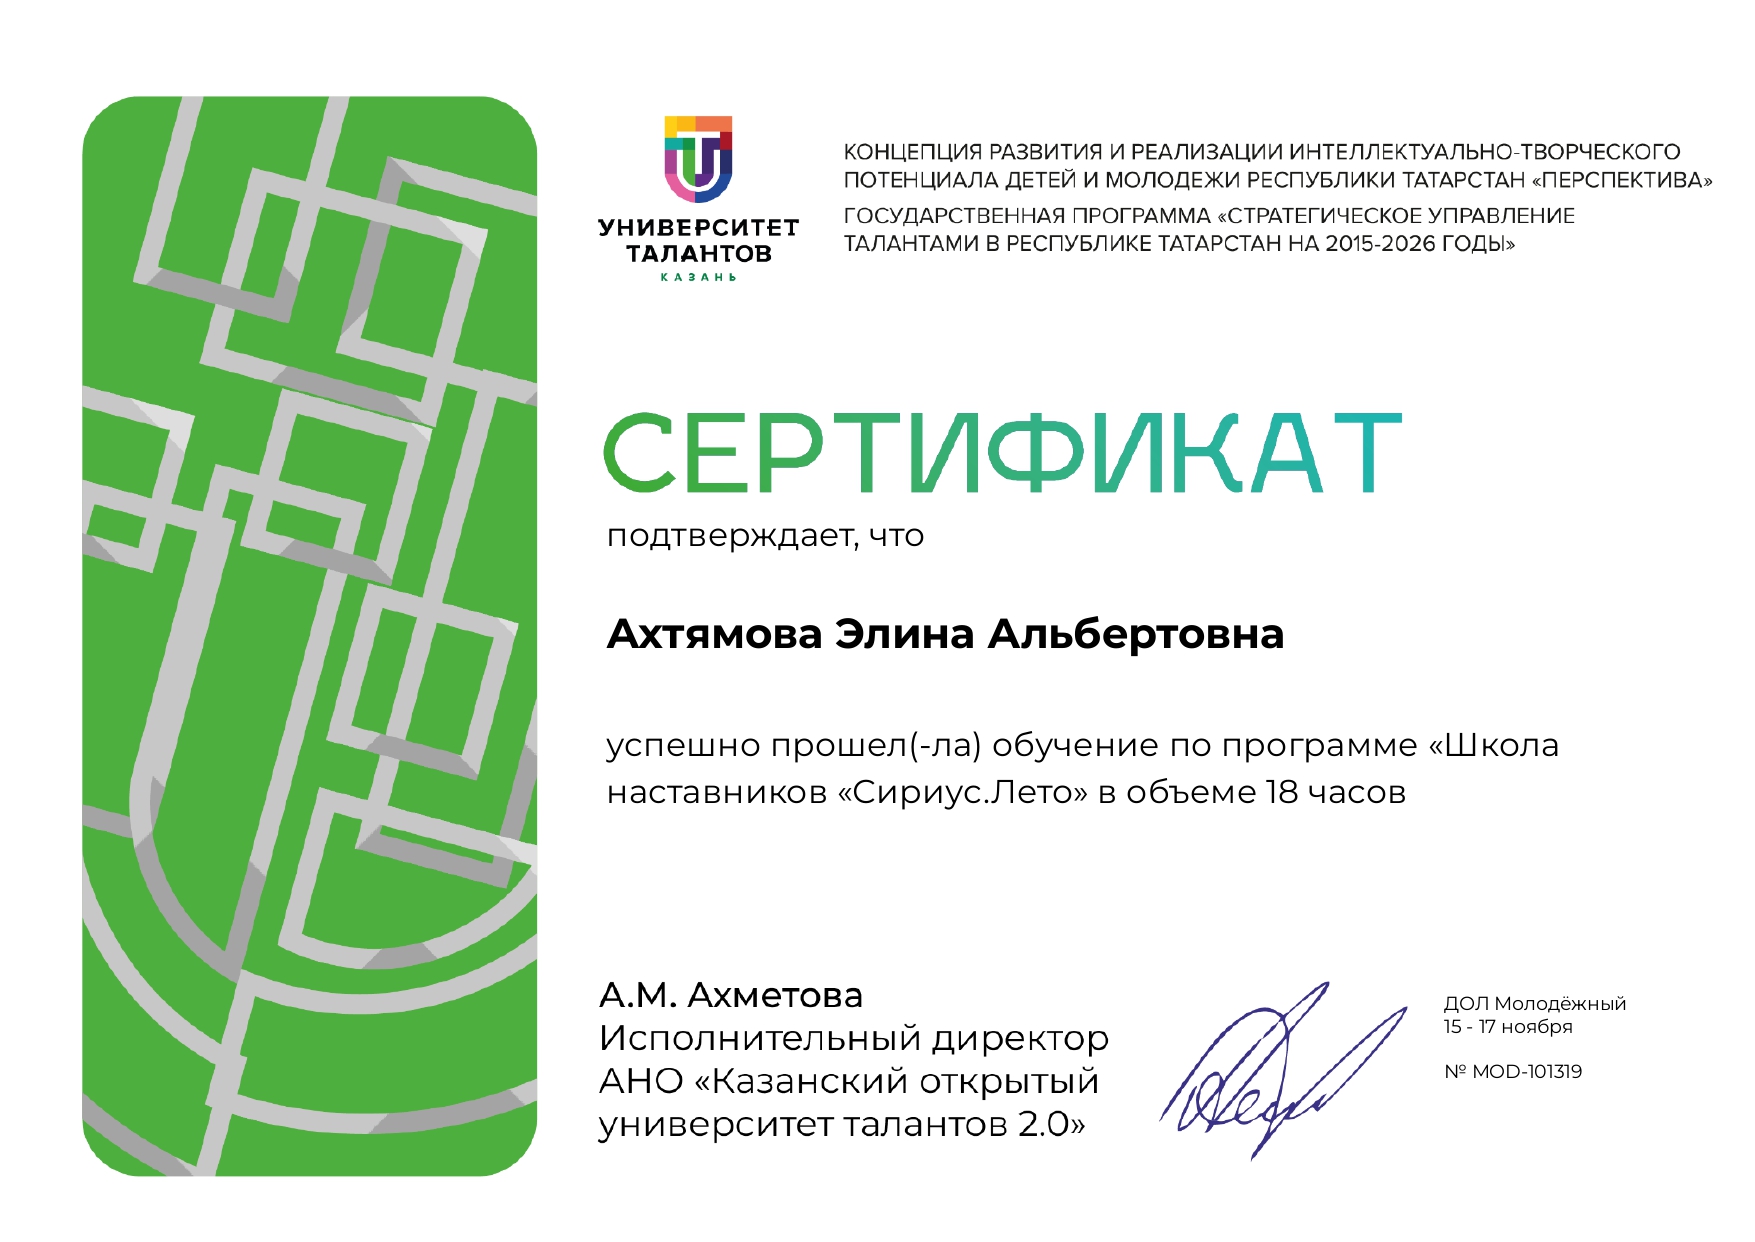 УНИВЕРСИТЕТ
ТАЛАНТОВ
КАЗАНЬ
КОНЦЕПЦИЯ РАЗВИТИЯ И РЕАЛИЗАЦИИ ИНТЕЛЛЕКТУАЛЬНО-ТВОРЧЕСКОГО
ПОТЕНЦИАЛА ДЕТЕЙ И МОЛОДЕЖИ РЕСПУБЛИКИ ТАТАРСТАН «ПЕРСПЕКТИВА»
ГОСУДАРСТВЕННАЯ ПРОГРАММА «СТРАТЕГИЧЕСКОЕ УПРАВЛЕНИЕ
ТАЛАНТАМИ В РЕСПУБЛИКЕ ТАТАРСТАН НА 2015-2026 ГОДЫ»
СЕРТИФИКАТ
подтверждает, что
Ахтямова Элина Альбертовна
успешно прошел(-ла) обучение по программе «Школа
наставников «Сириус.Лето» в объеме 18 часов
А.М. Ахметова
Исполнительный директор
АНО «Казанский открытый
университет талантов 2.0»
ДОЛ Молодёжный
15 - 17 ноября
№ MOD-101319